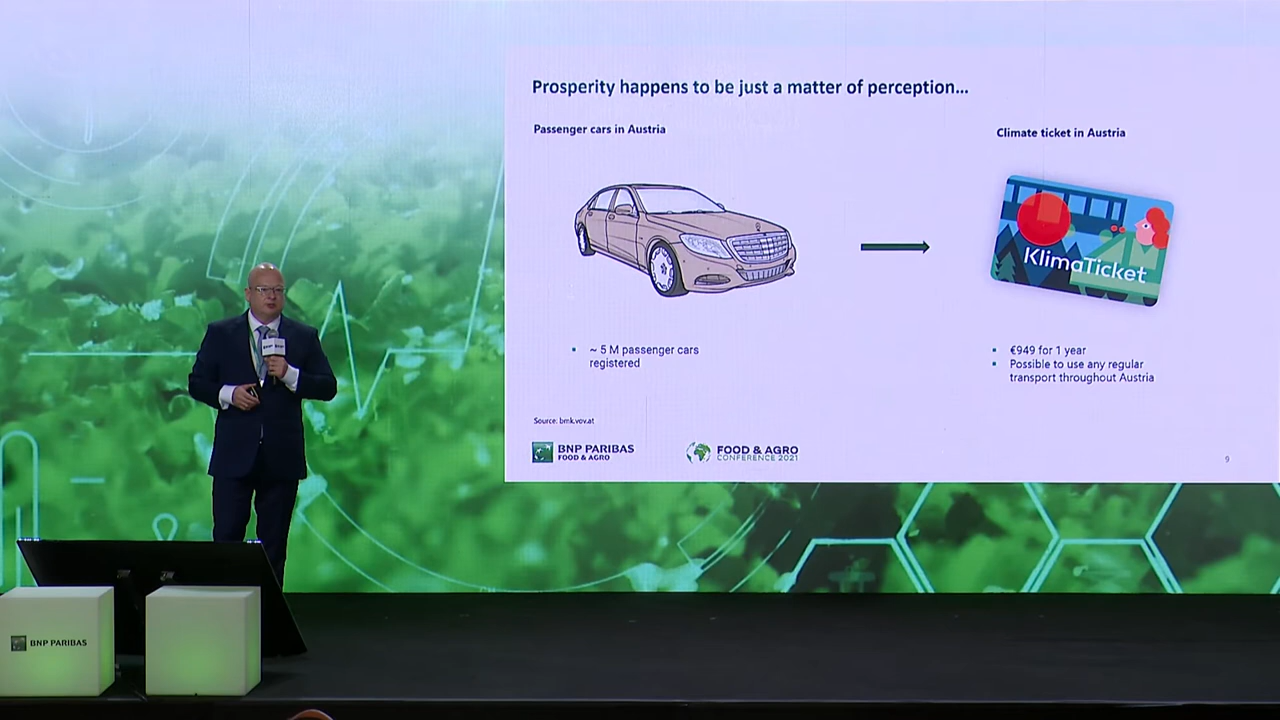 Prosperity happens to be just a matter of perception...
Passenger cars in Austria
Climate ticket in Austria
KlimaTicket
• ~ 5 M passenger cars
registered
• €949 for 1 year
• Possible to use any regular
transport throughout Austria
Source: bmk.vov.at
BNP PARIBAS
FOOD & AGRO
FOOD & AGRO
CONFERENCE 2021
9
BNP
BNP PARIBAS